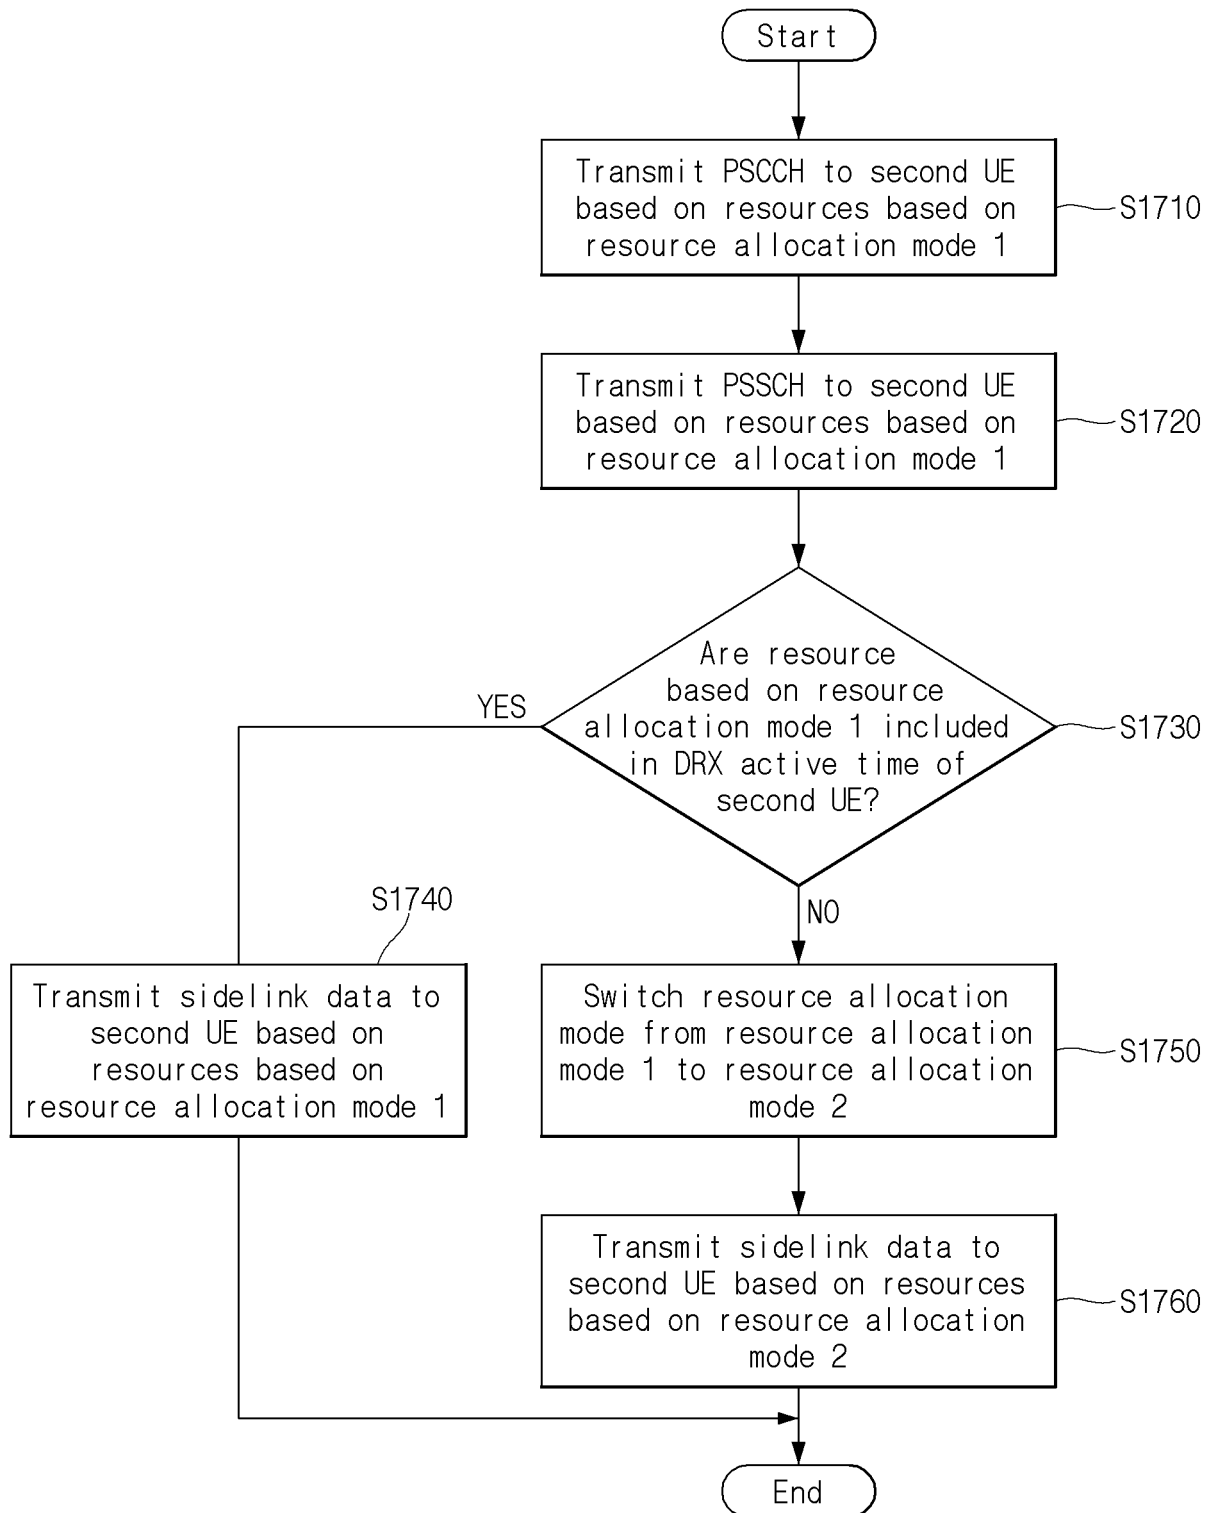 Start
Transmit PSCCH to second UE
based on resources based on
resource allocation mode 1
S1710
Transmit PSSCH to second UE
based on resources based on
resource allocation mode 1
S1720
Are resource
based on resource
allocation mode 1 included
in DRX active time of
second UE?
S1730
YES
NO
S1740
Transmit sidelink data to
second UE based on
resources based on
resource allocation mode 1
Switch resource allocation
mode from resource allocation
mode 1 to resource allocation
mode 2
S1750
Transmit sidelink data to
second UE based on resources
based on resource allocation
mode 2
S1760
End